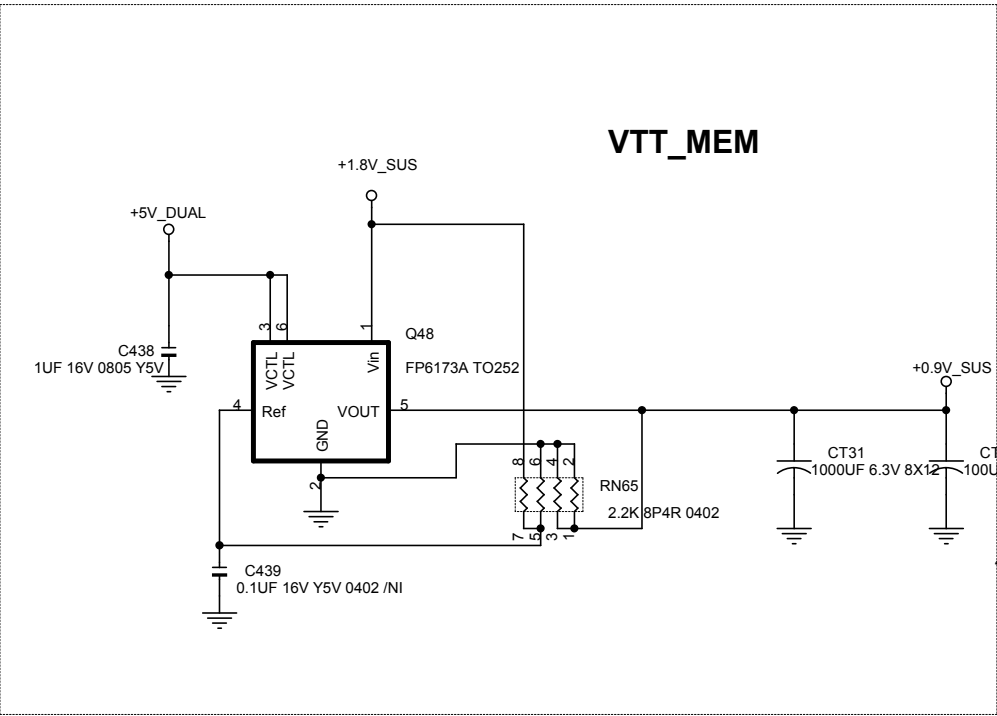 VTT_MEM
+1.8V_SUS
+5V_DUAL
3
6
1
Q48
C438
1UF 16V 0805 Y5V
VCTL
VCTL
Vin
FP6173A TO252
+0.9V_SUS
4
Ref
VOUT
5
GND
2
8
6
4
2
CT31
1000UF 6.3V 8X12
CT
100U
RN65
2.2K 8P4R 0402
7
5
3
1
C439
0.1UF 16V Y5V 0402 /NI